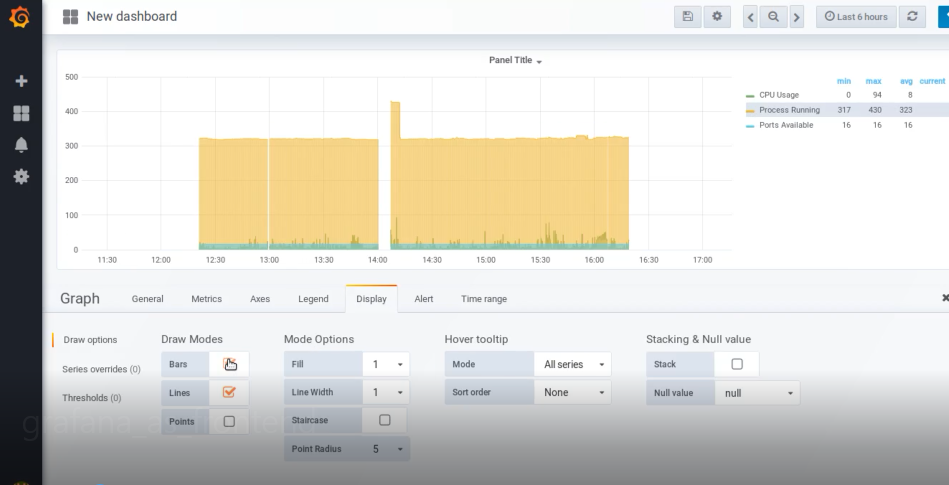 New dashboard
Last 6 hours
Panel Title
500
400
300
200
100
0
11:30 12:00 12:30 13:00 13:30 14:00 14:30 15:00 15:30 16:00 16:30 17:00
min max avg current
CPU Usage 0 94 8
Process Running 317 430 323
Ports Available 16 16 16
Graph General Metrics Axes Legend Display Alert Time range
Draw options Draw Modes Mode Options Hover tooltip Stacking & Null value
Bars Fill 1 Mode All series Stack
Series overrides (0)
Lines Line Width 1 Sort order None Null value null
Thresholds (0)
Points Staircase
Point Radius 5